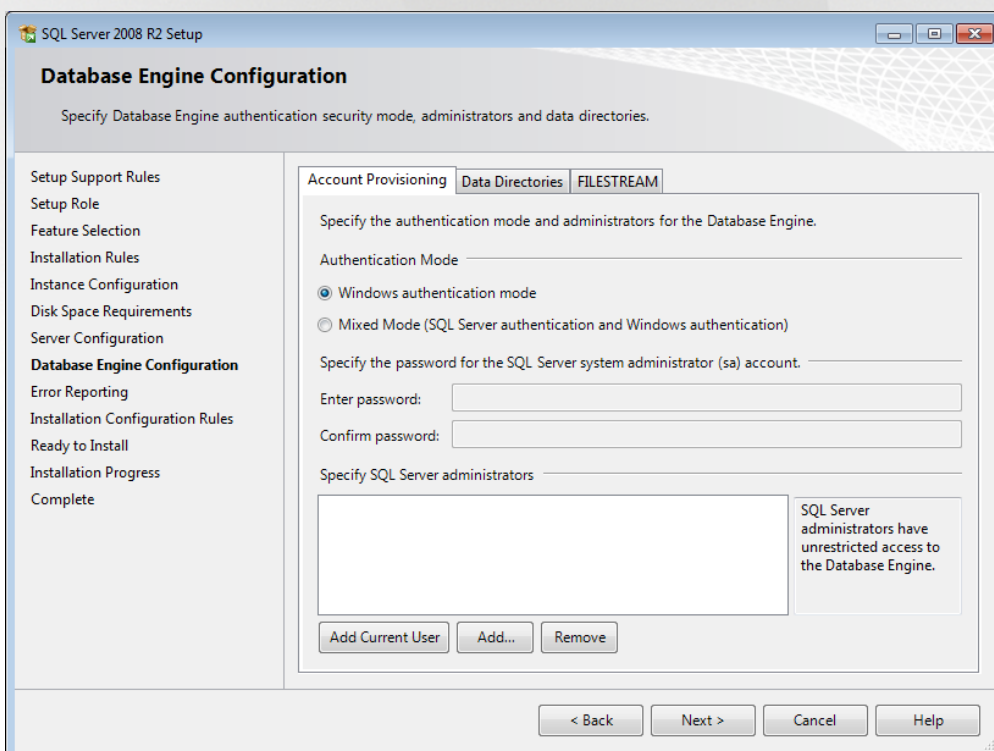 SQL Server 2008 R2 Setup
Database Engine Configuration
Specify Database Engine authentication security mode, administrators and data directories.
Setup Support Rules
Setup Role
Feature Selection
Installation Rules
Instance Configuration
Disk Space Requirements
Server Configuration
Database Engine Configuration
Error Reporting
Installation Configuration Rules
Ready to Install
Installation Progress
Complete
Account Provisioning Data Directories FILESTREAM
Specify the authentication mode and administrators for the Database Engine.
Authentication Mode
Windows authentication mode
Mixed Mode (SQL Server authentication and Windows authentication)
Specify the password for the SQL Server system administrator (sa) account.
Enter password:
Confirm password:
Specify SQL Server administrators
SQL Server
administrators have
unrestricted access to
the Database Engine.
Add Current User Add... Remove
< Back Next > Cancel Help